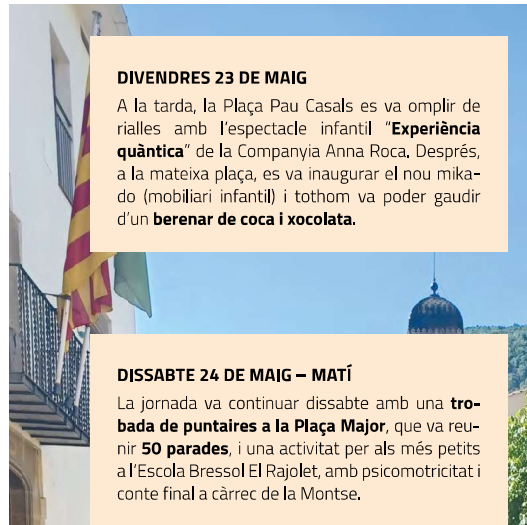 DIVENDRES 23 DE MAIG
A la tarda, la Plaça Pau Casals es va omplir de
rialles amb l'espectacle infantil "Experiència
quàntica" de la Companyia Anna Roca. Després,
a la mateixa plaça, es va inaugurar el nou mika-
do (mobiliari infantil) i tothom va poder gaudir
d'un berenar de coca i xocolata.
DISSABTE 24 DE MAIG – MATÍ
La jornada va continuar dissabte amb una tro-
bada de puntaires a la Plaça Major, que va reu-
nir 50 parades, i una activitat per als més petits
a l'Escola Bressol El Rajolet, amb psicomotricitat i
conte final a càrrec de la Montse.